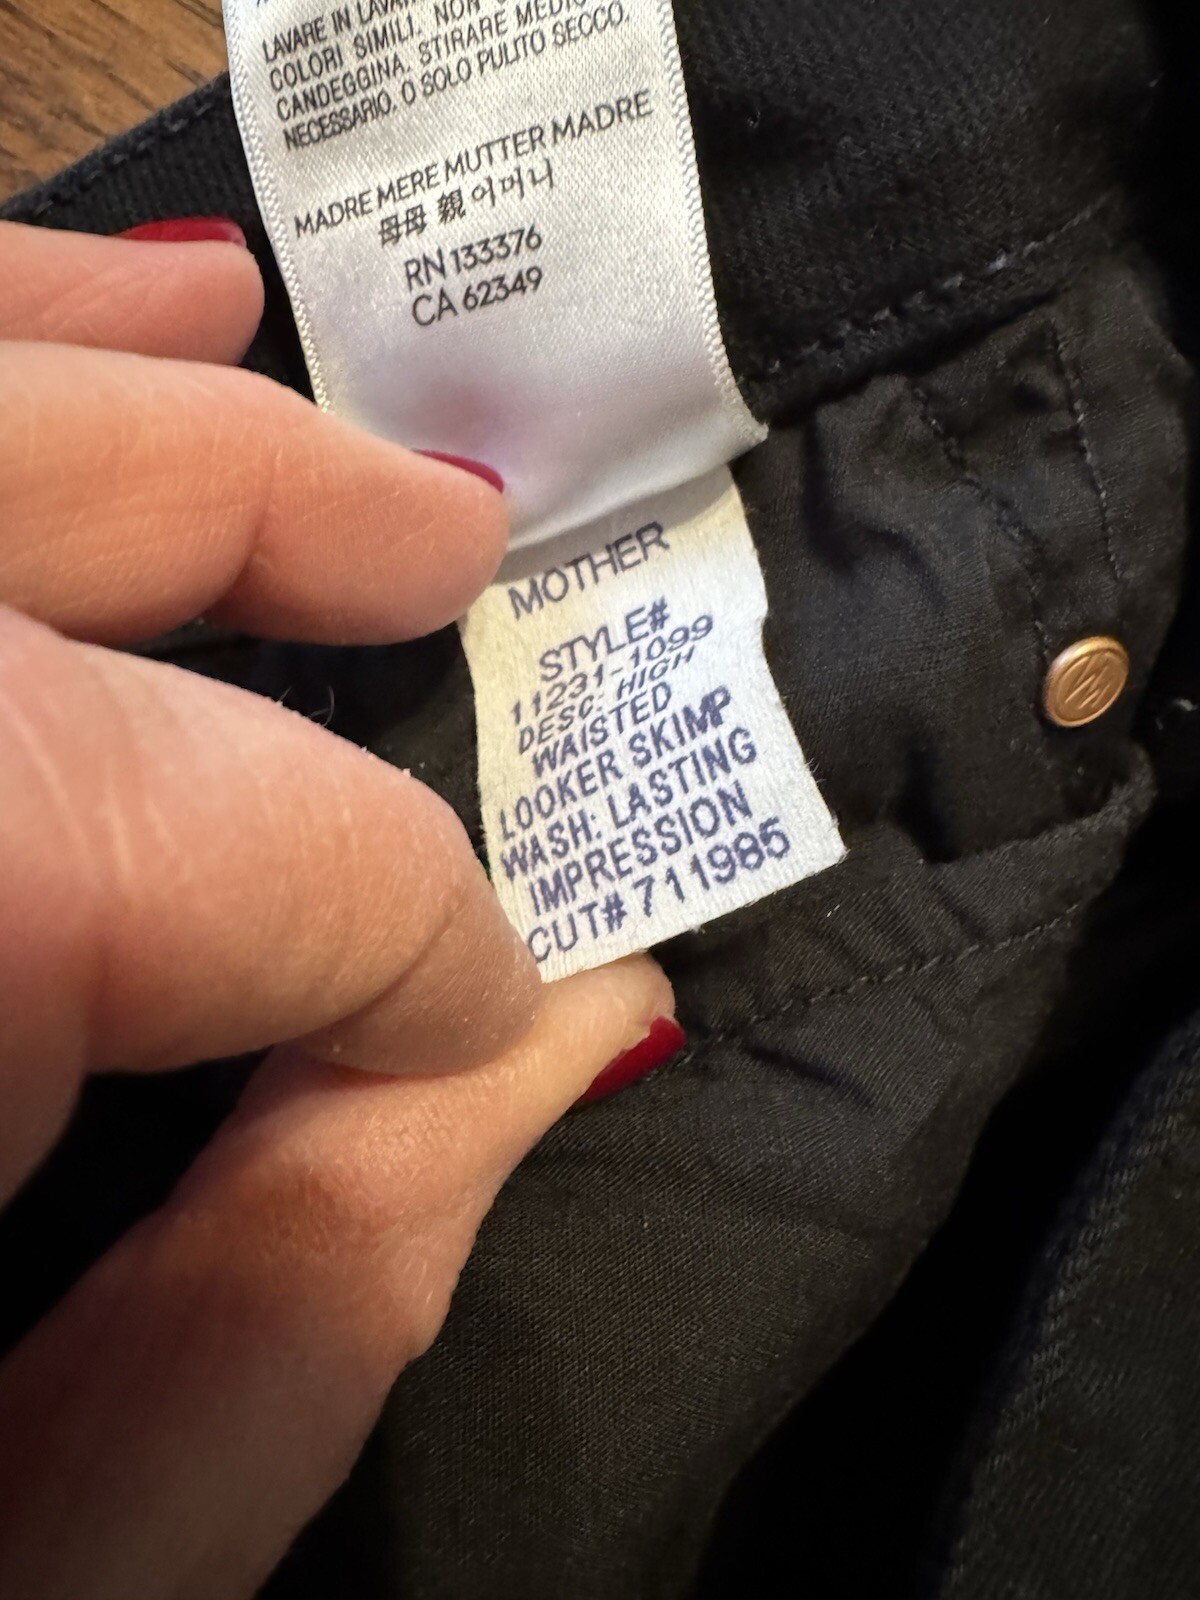 LAVARE IN
COLORI SIMILI. NON
CANDEGGINA. STIRARE
NECESSARIO. O SOLO PULITO SECCO.
MADRE MERE MUTTER MADRE
母母 親 어머니
RN 133376
CA 62349
MOTHER
STYLE#
11231-1099
DESC: HIGH
WAISTED
LOOKER SKIMP
WASH: LASTING
IMPRESSION
CUT# 711985